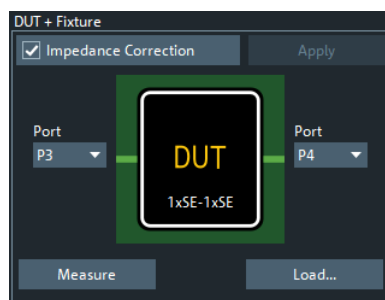 DUT + Fixture
Impedance Correction Apply
Port Port
P3 P4
DUT
1xSE-1xSE
Measure Load...